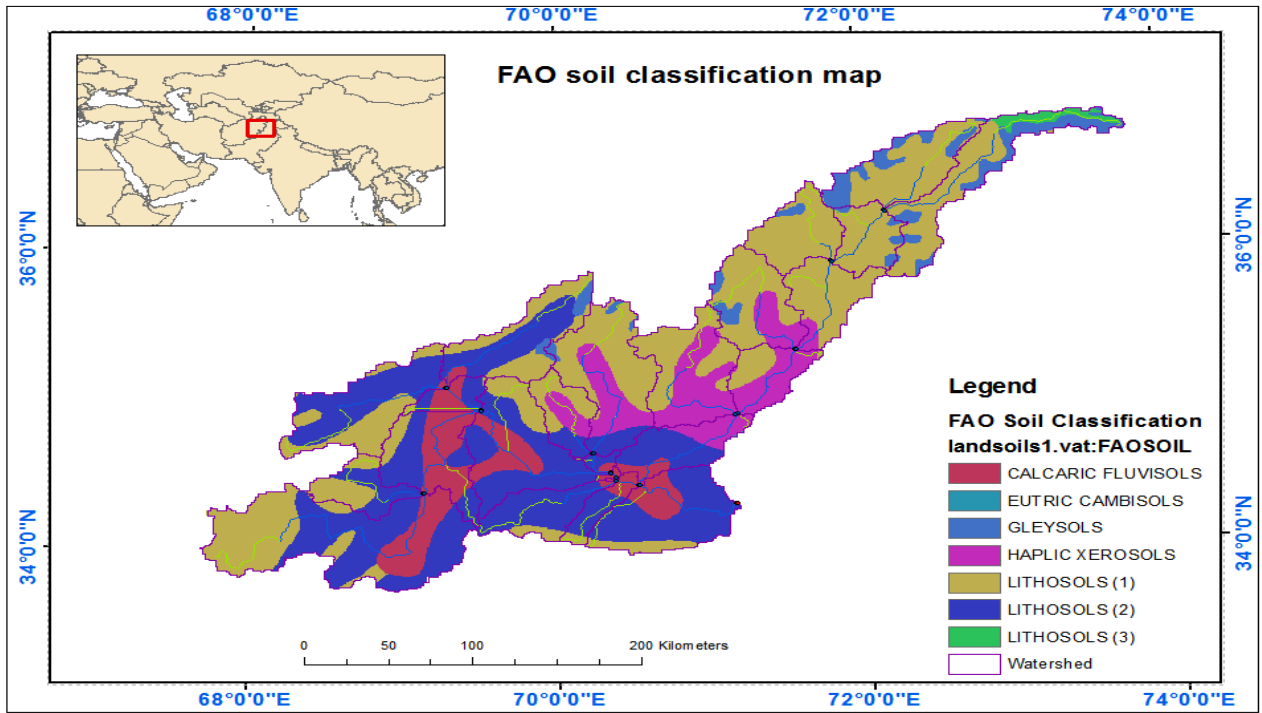 68°0'0"E 70°0'0"E 72°0'0"E 74°0'0"E
FAO soil classification map
36°0'0"N
36°0'0"N
34°0'0"N
34°0'0"N
Legend
FAO Soil Classification
landsoils1.vat:FAOSOIL
CALCARIC FLUVISOLS
EUTRIC CAMBISOLS
GLEYSOLS
HAPLIC XEROSOLS
LITHOSOLS (1)
LITHOSOLS (2)
LITHOSOLS (3)
Watershed
0 50 100 200 Kilometers
68°0'0"E 70°0'0"E 72°0'0"E 74°0'0"E